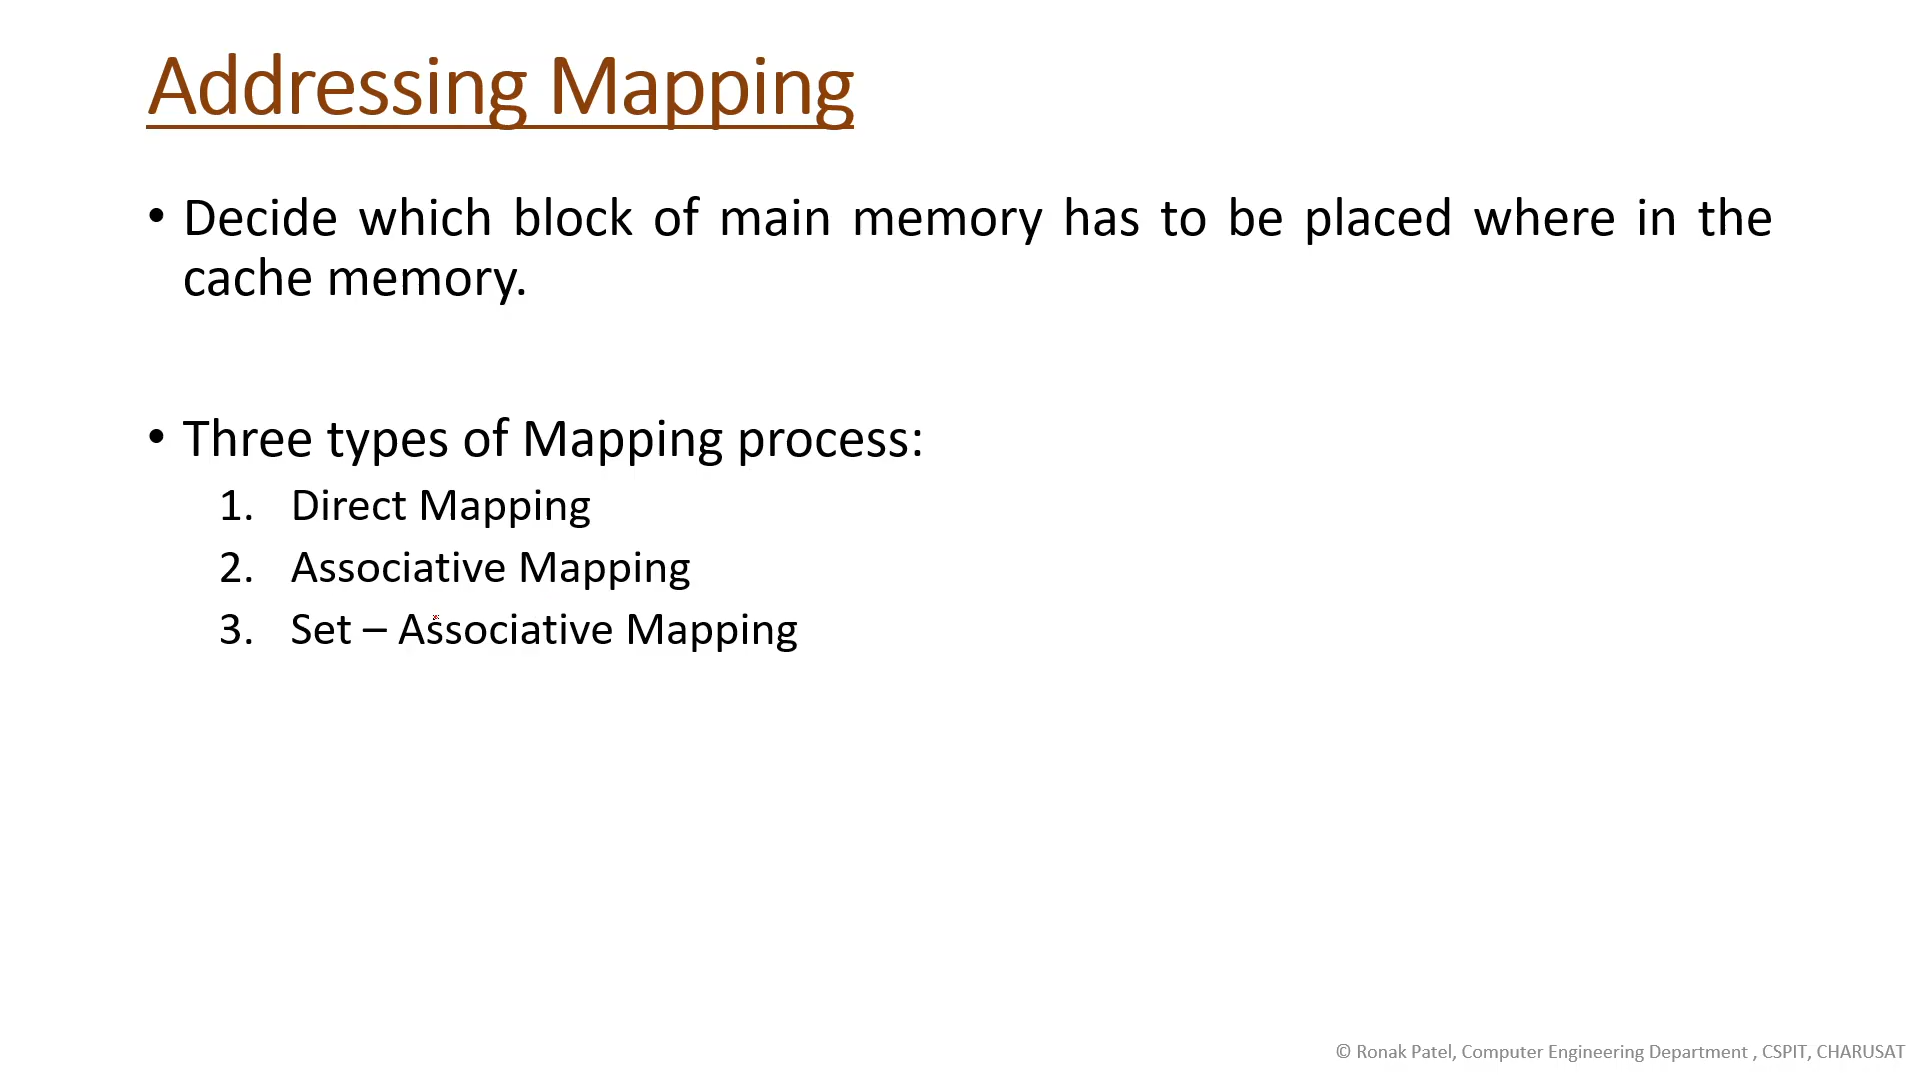 Addressing Mapping
• Decide which block of main memory has to be placed where in the
cache memory.
• Three types of Mapping process:
1. Direct Mapping
2. Associative Mapping
3. Set – Associative Mapping
© Ronak Patel, Computer Engineering Department , CSPIT, CHARUSAT